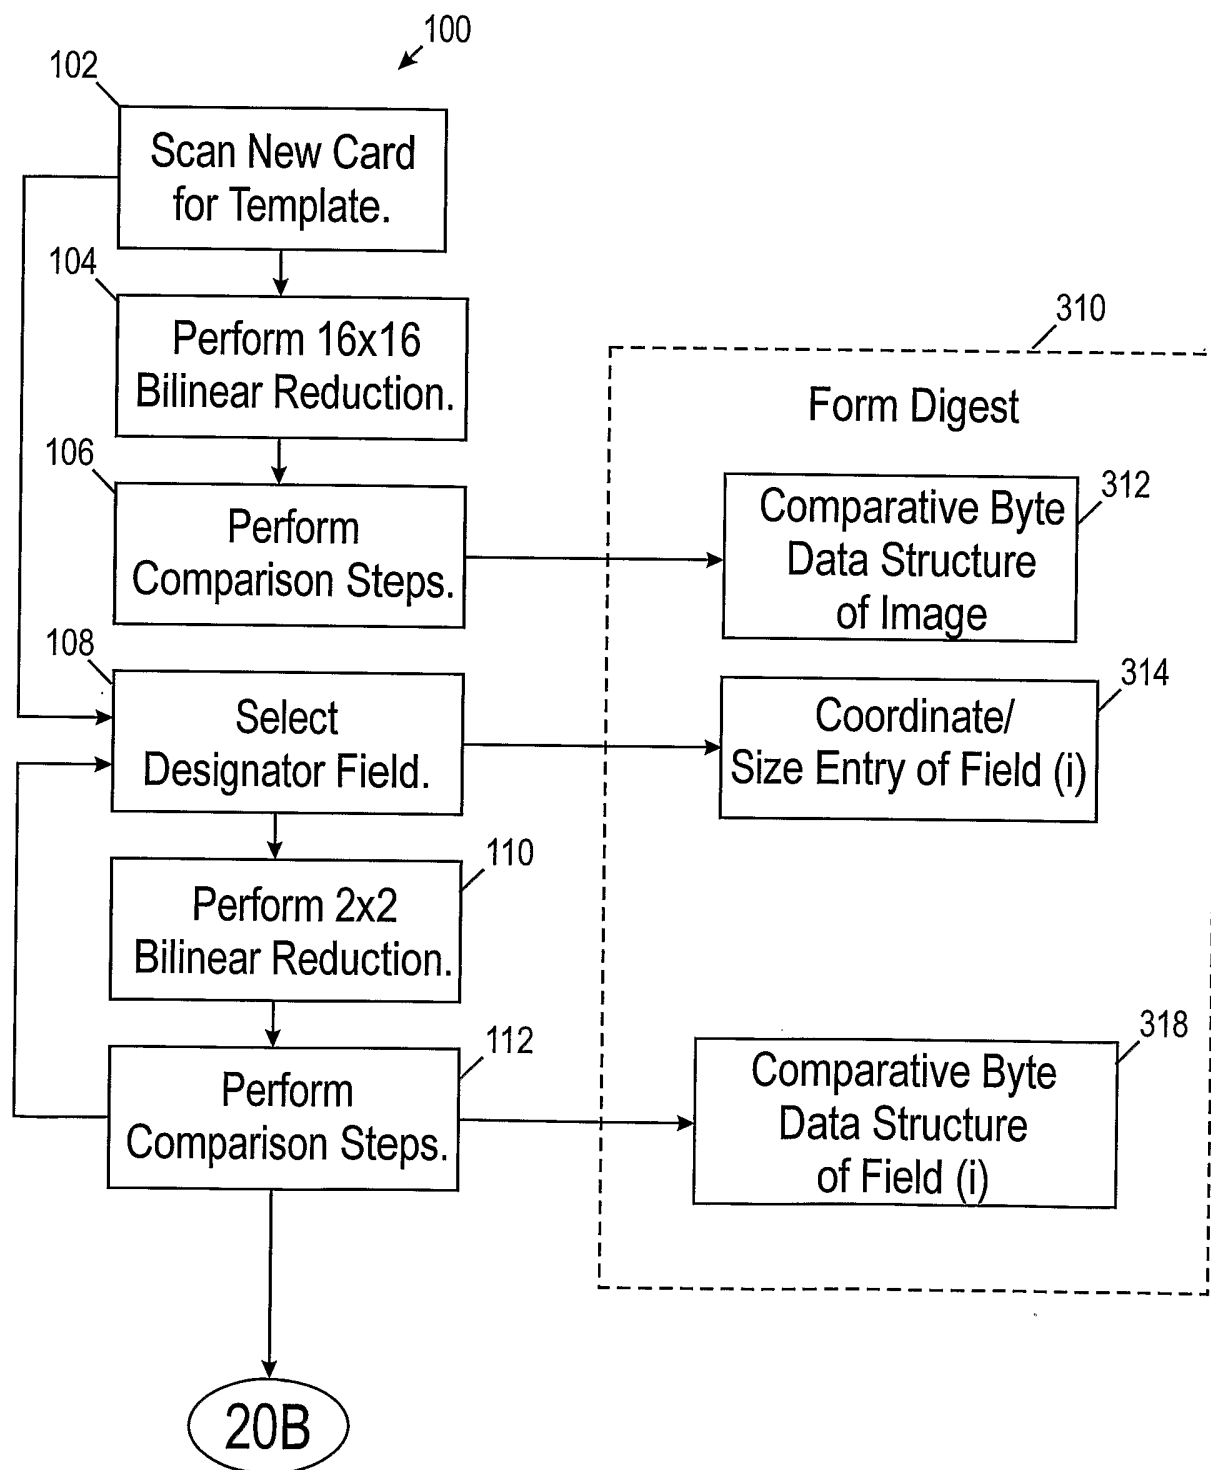 100
102
Scan New Card
for Template.
104
Perform 16x16
Bilinear Reduction.
310
Form Digest
106
Perform
Comparison Steps.
312
Comparative Byte
Data Structure
of Image
108
Select
Designator Field.
314
Coordinate/
Size Entry of Field (i)
110
Perform 2x2
Bilinear Reduction.
112
Perform
Comparison Steps.
318
Comparative Byte
Data Structure
of Field (i)
20B